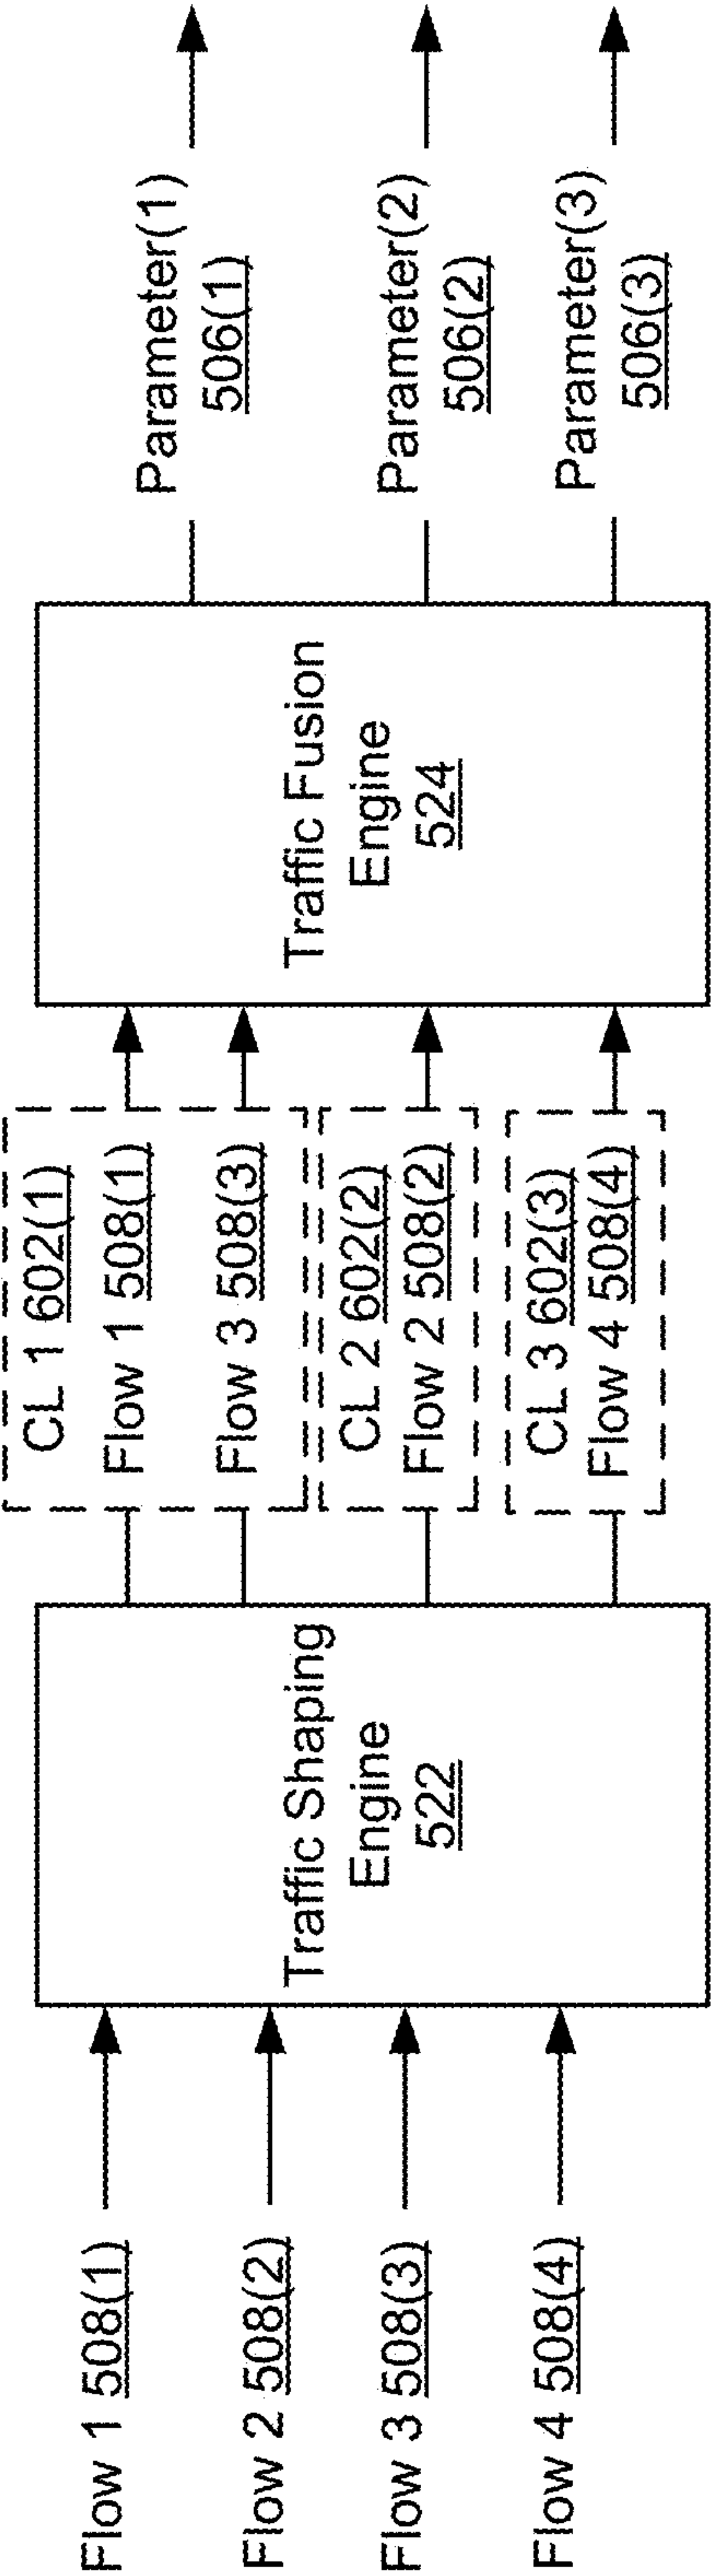 Flow 1 508(1)
Flow 2 508(2)
Flow 3 508(3)
Flow 4 508(4)
Traffic Shaping
Engine
522
CL 1 602(1)
Flow 1 508(1)
Flow 3 508(3)
CL 2 602(2)
Flow 2 508(2)
CL 3 602(3)
Flow 4 508(4)
Traffic Fusion
Engine
524
Parameter(1)
506(1)
Parameter(2)
506(2)
Parameter(3)
506(3)